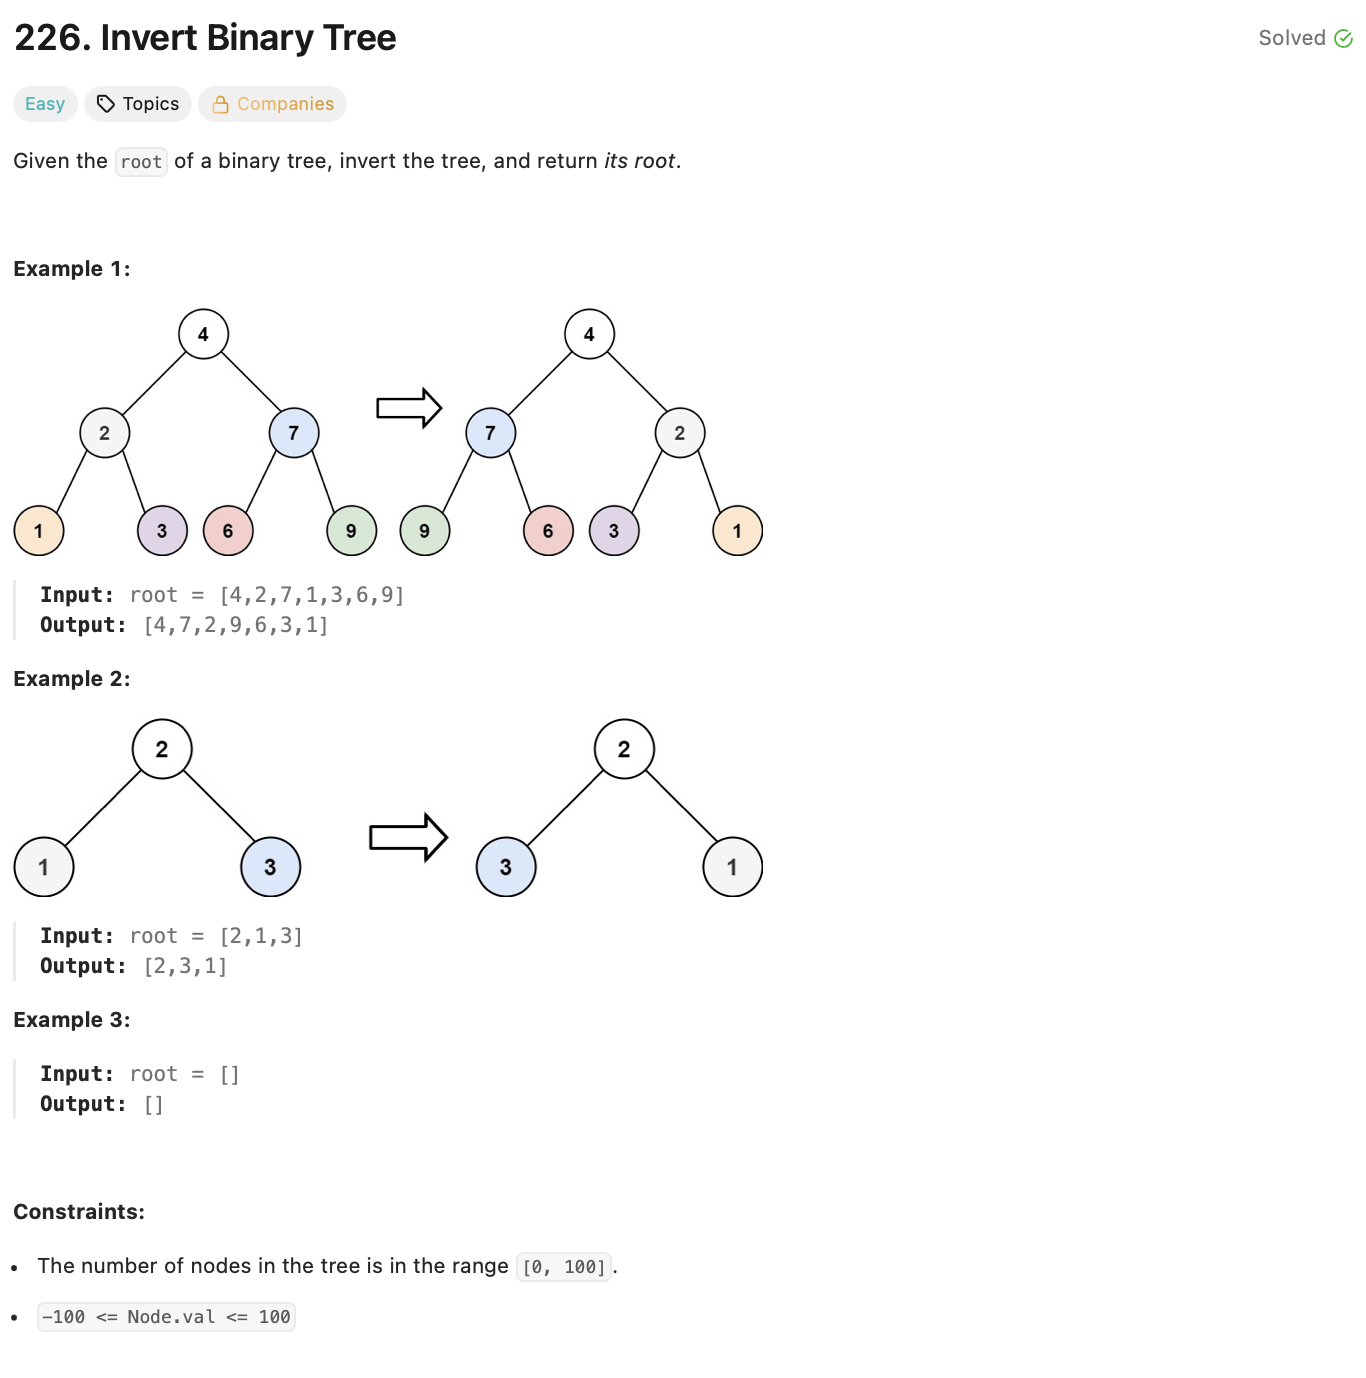 226. Invert Binary Tree
Solved
Easy Topics Companies
Given the root of a binary tree, invert the tree, and return its root.
Example 1:
4 4
2 7 7 2
1 3 6 9 9 6 3 1
Input: root = [4,2,7,1,3,6,9]
Output: [4,7,2,9,6,3,1]
Example 2:
2 2
1 3 3 1
Input: root = [2,1,3]
Output: [2,3,1]
Example 3:
Input: root = []
Output: []
Constraints:
• The number of nodes in the tree is in the range [0, 100].
• -100 <= Node.val <= 100